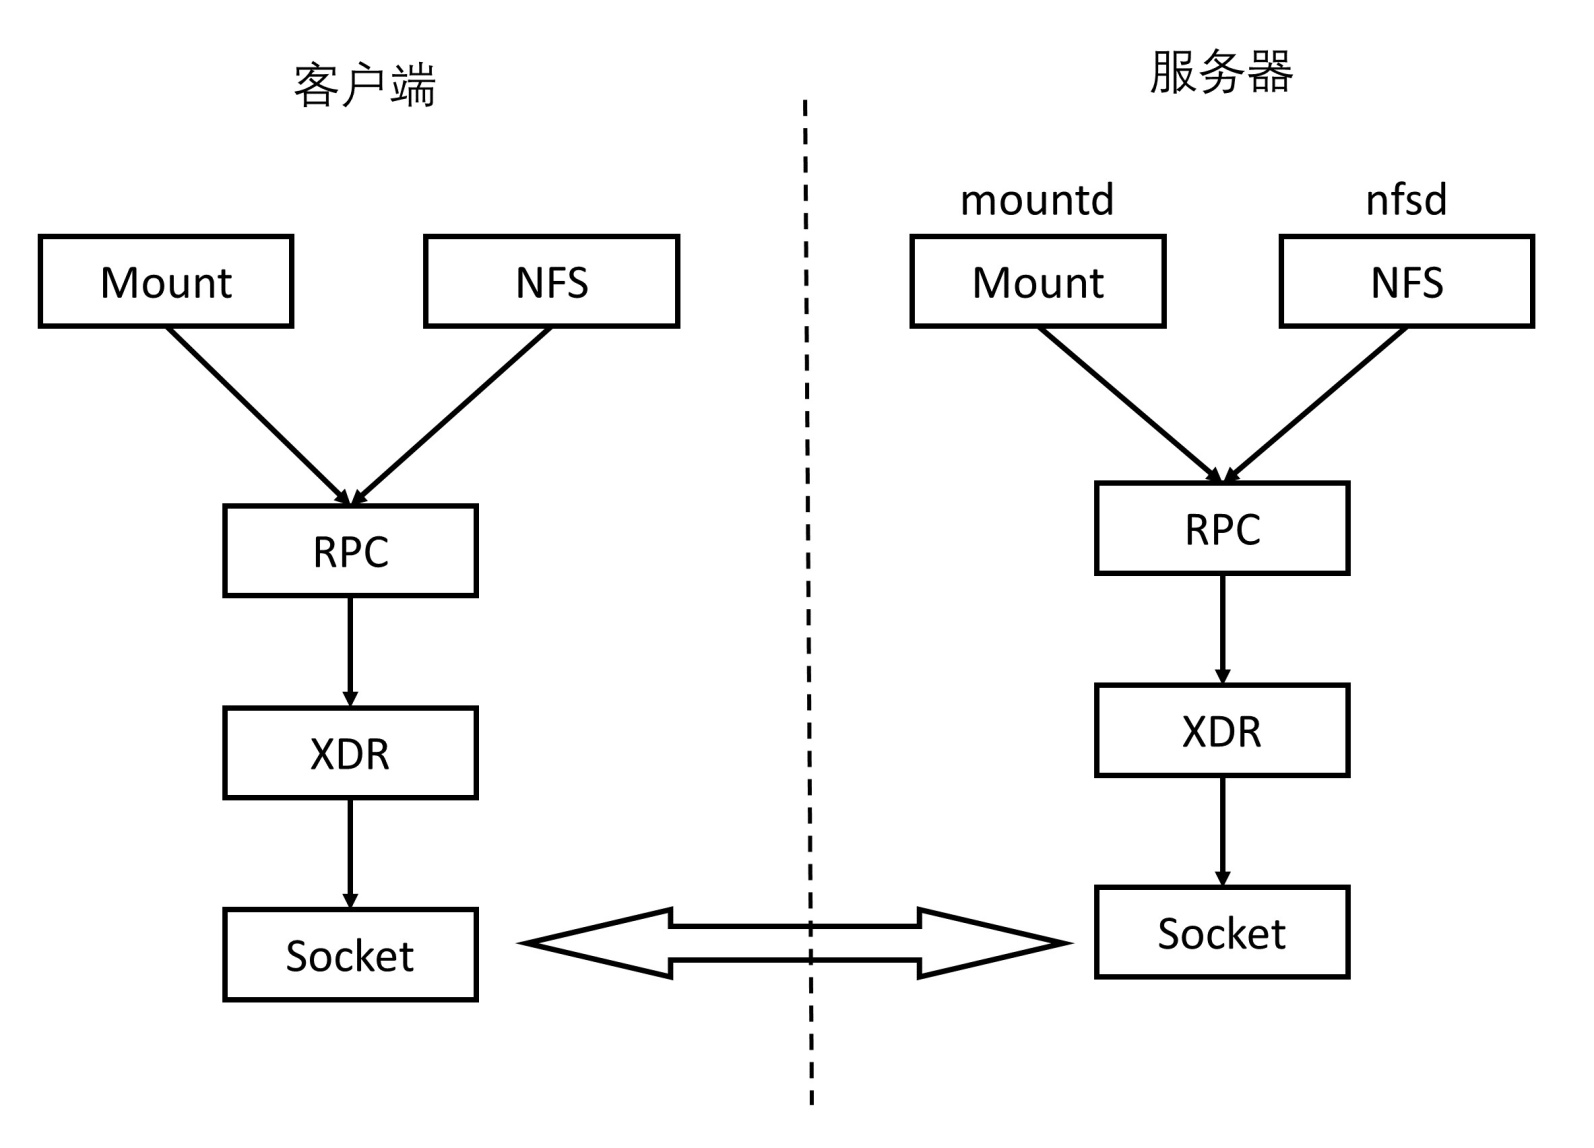 客户端
服务器
mountd
nfsd
Mount
NFS
Mount
NFS
RPC
RPC
XDR
XDR
Socket
Socket